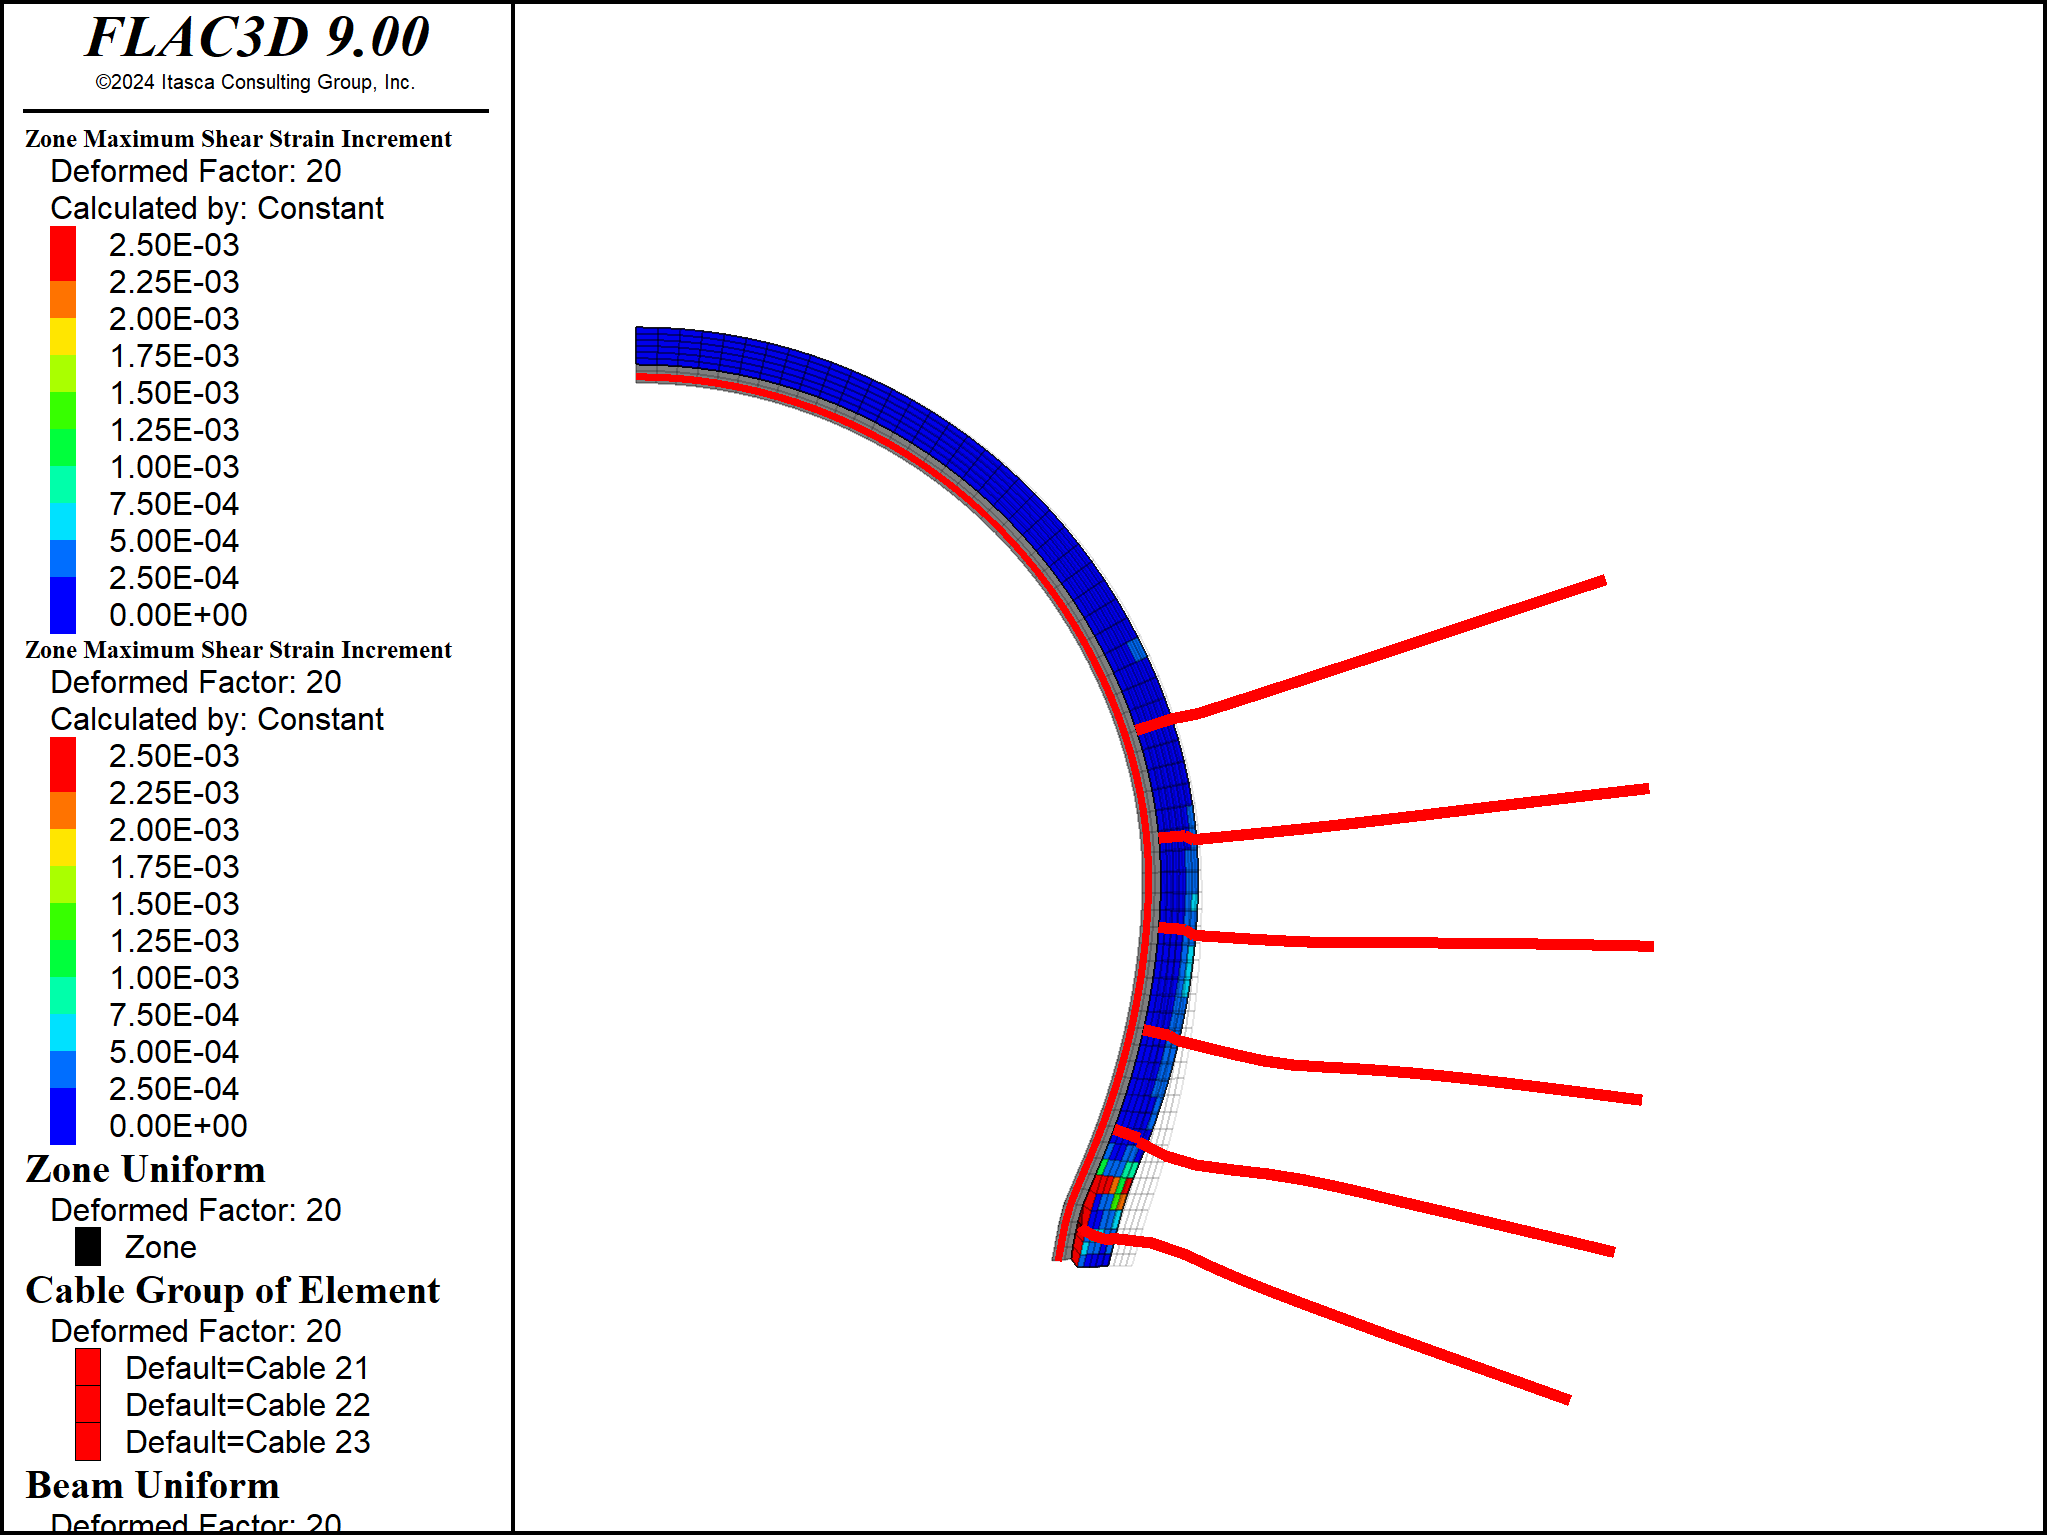 FLAC3D 9.00
©2024 Itasca Consulting Group, Inc.
Zone Maximum Shear Strain Increment
Deformed Factor: 20
Calculated by: Constant
2.50E-03
2.25E-03
2.00E-03
1.75E-03
1.50E-03
1.25E-03
1.00E-03
7.50E-04
5.00E-04
2.50E-04
0.00E+00
Zone Maximum Shear Strain Increment
Deformed Factor: 20
Calculated by: Constant
2.50E-03
2.25E-03
2.00E-03
1.75E-03
1.50E-03
1.25E-03
1.00E-03
7.50E-04
5.00E-04
2.50E-04
0.00E+00
Zone Uniform
Deformed Factor: 20
Zone
Cable Group of Element
Deformed Factor: 20
Default=Cable 21
Default=Cable 22
Default=Cable 23
Beam Uniform
Deformed Factor: 20